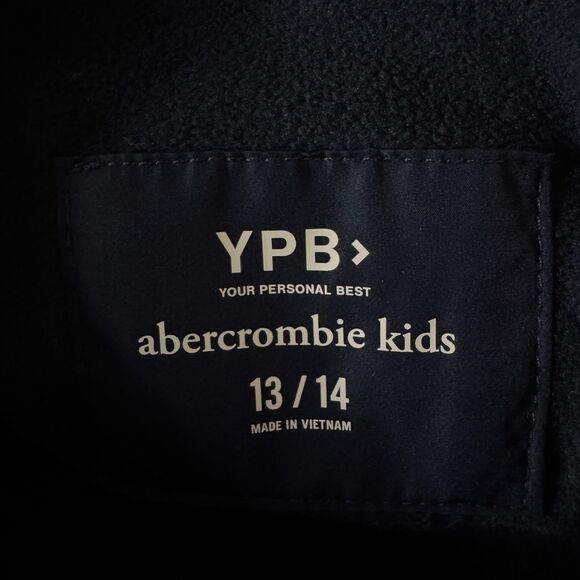 YPB>
YOUR PERSONAL BEST
abercrombie kids
13 / 14
MADE IN VIETNAM